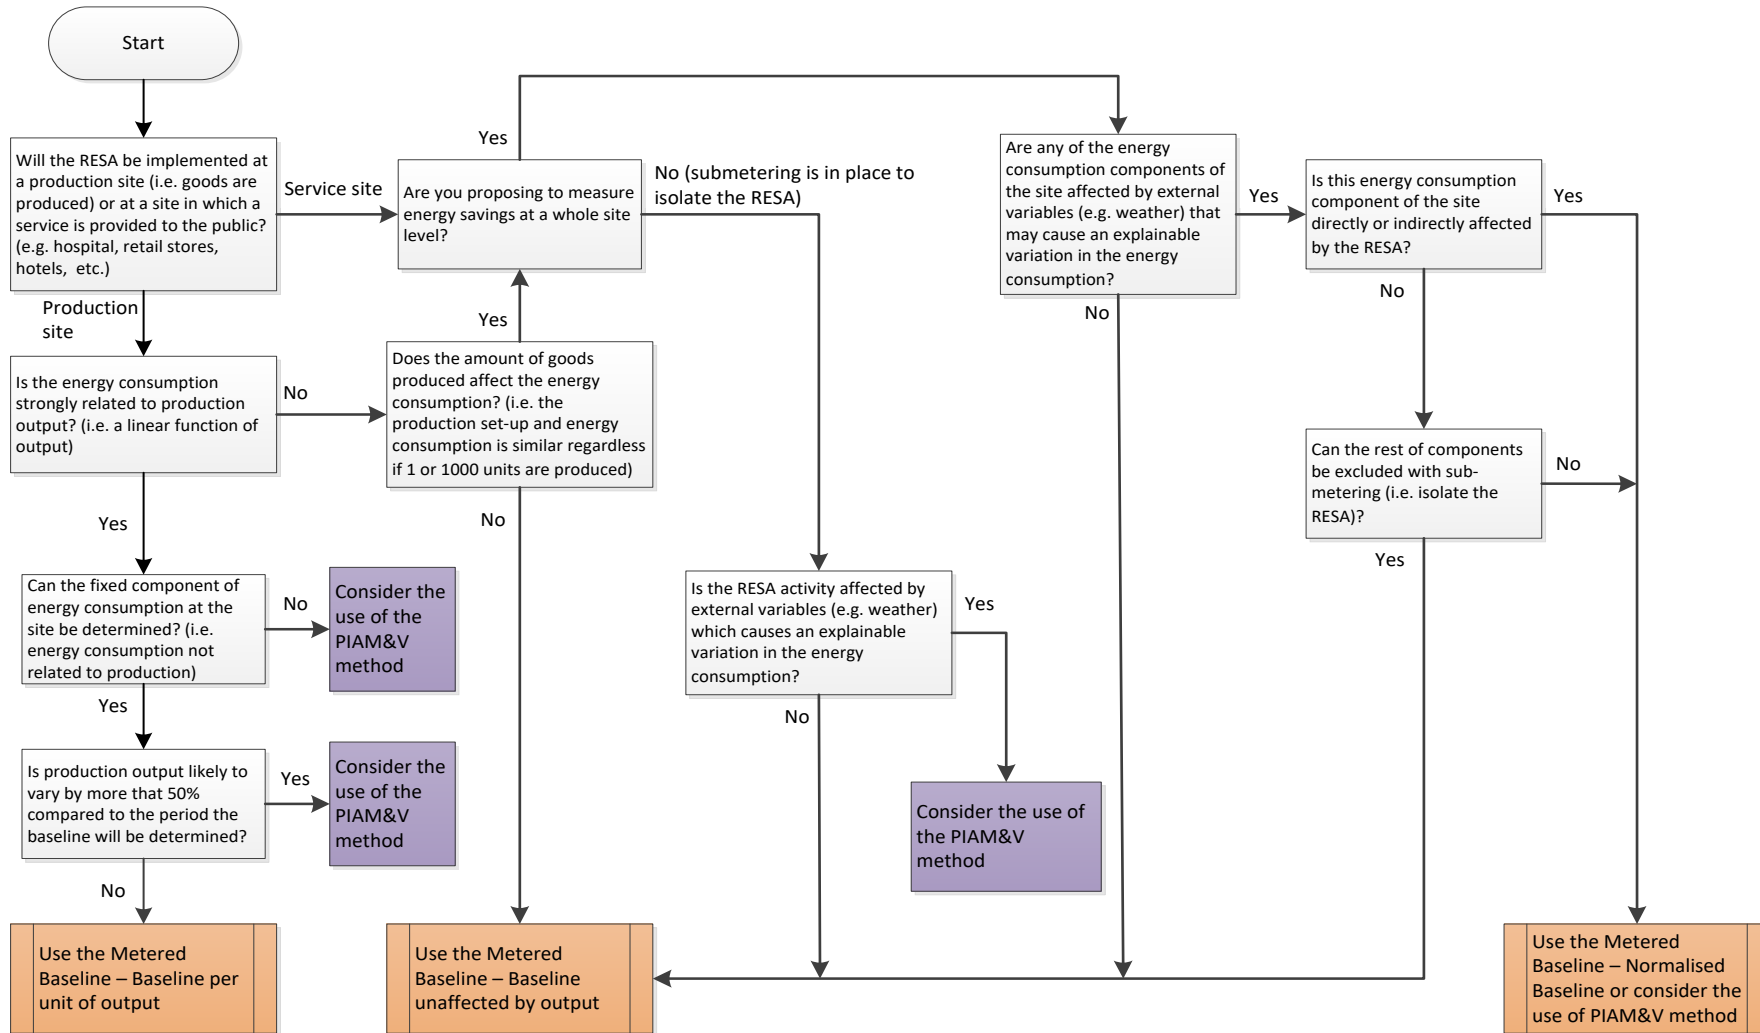 Start
Will the RESA be implemented at
a production site (i.e. goods are
produced) or at a site in which a
service is provided to the public?
(e.g. hospital, retail stores,
hotels, etc.)
Service site
Production
site
Are you proposing to measure
energy savings at a whole site
level?
Yes
No (submetering is in place to
isolate the RESA)
Are any of the energy
consumption components of
the site affected by external
variables (e.g. weather) that
may cause an explainable
variation in the energy
consumption?
Yes
No
Is this energy consumption
component of the site
directly or indirectly affected
by the RESA?
Yes
No
Is the energy consumption
strongly related to production
output? (i.e. a linear function of
output)
No
Yes
Does the amount of goods
produced affect the energy
consumption? (i.e. the
production set-up and energy
consumption is similar regardless
if 1 or 1000 units are produced)
Yes
No
Can the rest of components
be excluded with sub-
metering (i.e. isolate the
RESA)?
No
Yes
Can the fixed component of
energy consumption at the
site be determined? (i.e.
energy consumption not
related to production)
No
Yes
Consider the
use of the
PIAM&V
method
Is the RESA activity affected by
external variables (e.g. weather)
which causes an explainable
variation in the energy
consumption?
Yes
No
Is production output likely to
vary by more that 50%
compared to the period the
baseline will be determined?
Yes
No
Consider the
use of the
PIAM&V
method
Consider the use of
the PIAM&V
method
Use the Metered
Baseline – Baseline per
unit of output
Use the Metered
Baseline – Baseline
unaffected by output
Use the Metered
Baseline – Normalised
Baseline or consider the
use of PIAM&V method